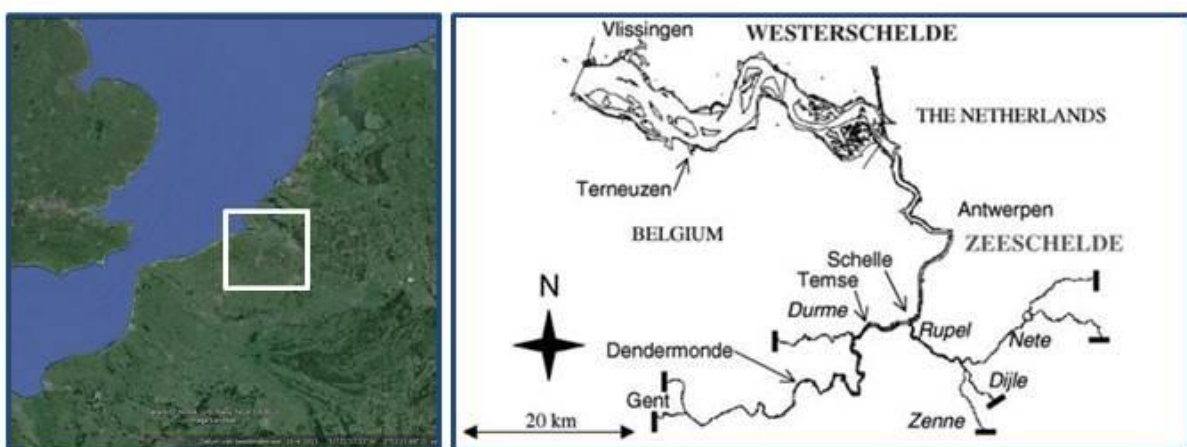 Vlissingen
WESTERSCHELDE
THE NETHERLANDS
Terneuzen
Antwerpen
BELGIUM
ZEESCHELDE
Schelle
Temse
N
Durme
Rupel
Nete
Dendermonde
Dijle
Gent
20 km
Zenne